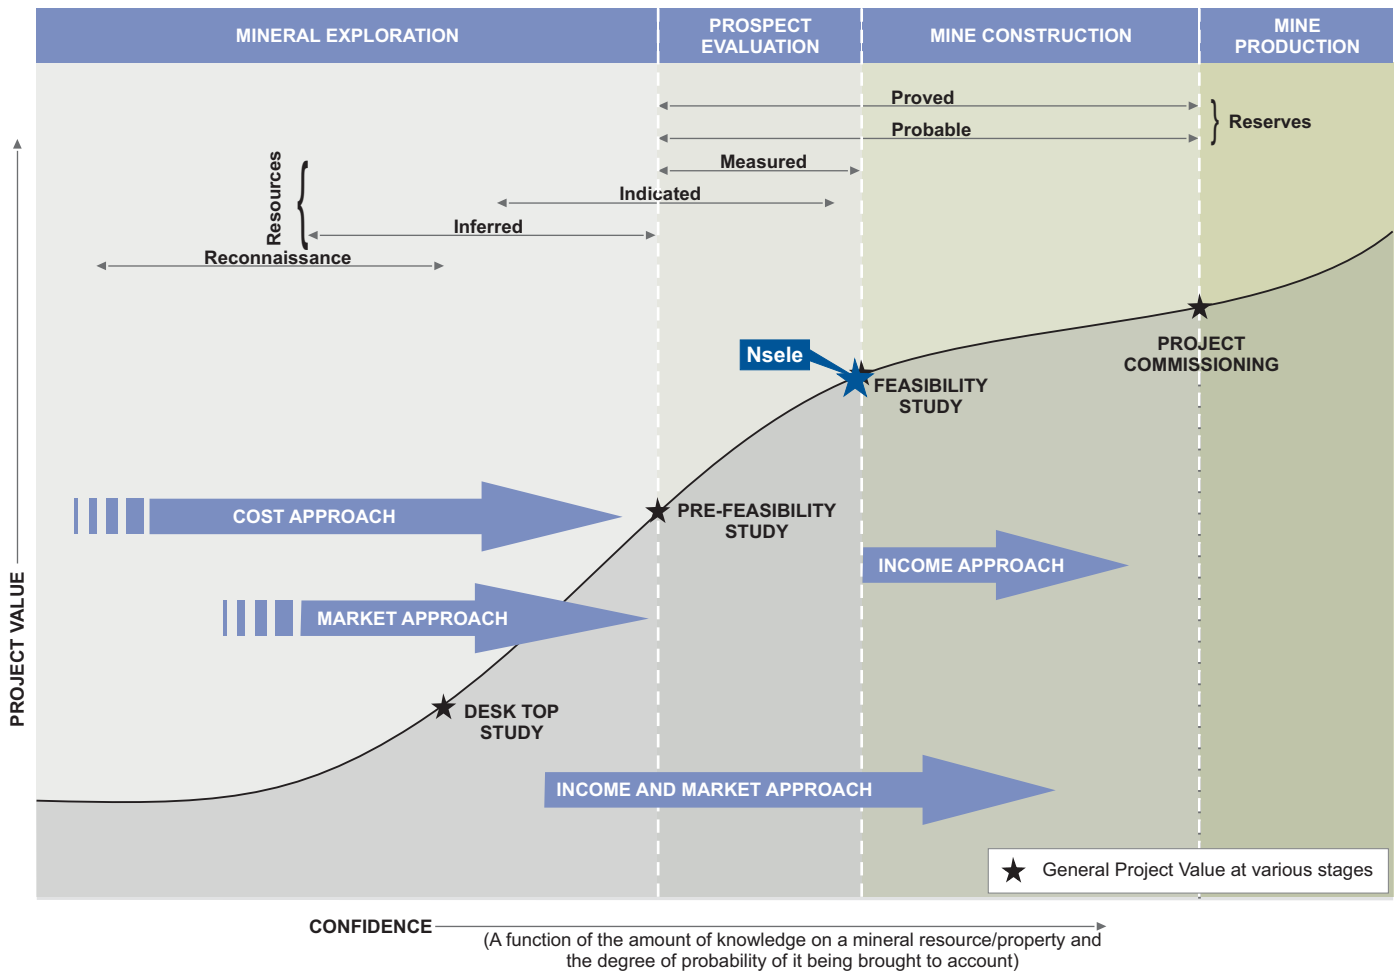 MINERAL EXPLORATION
PROSPECT
EVALUATION
MINE CONSTRUCTION
MINE
PRODUCTION
Proved
Probable
Reserves
Measured
Indicated
Inferred
Resources
Reconnaissance
Nsele
FEASIBILITY
STUDY
PROJECT
COMMISSIONING
COST APPROACH
PRE-FEASIBILITY
STUDY
INCOME APPROACH
MARKET APPROACH
DESK TOP
STUDY
INCOME AND MARKET APPROACH
General Project Value at various stages
PROJECT VALUE
CONFIDENCE
(A function of the amount of knowledge on a mineral resource/property and
the degree of probability of it being brought to account)